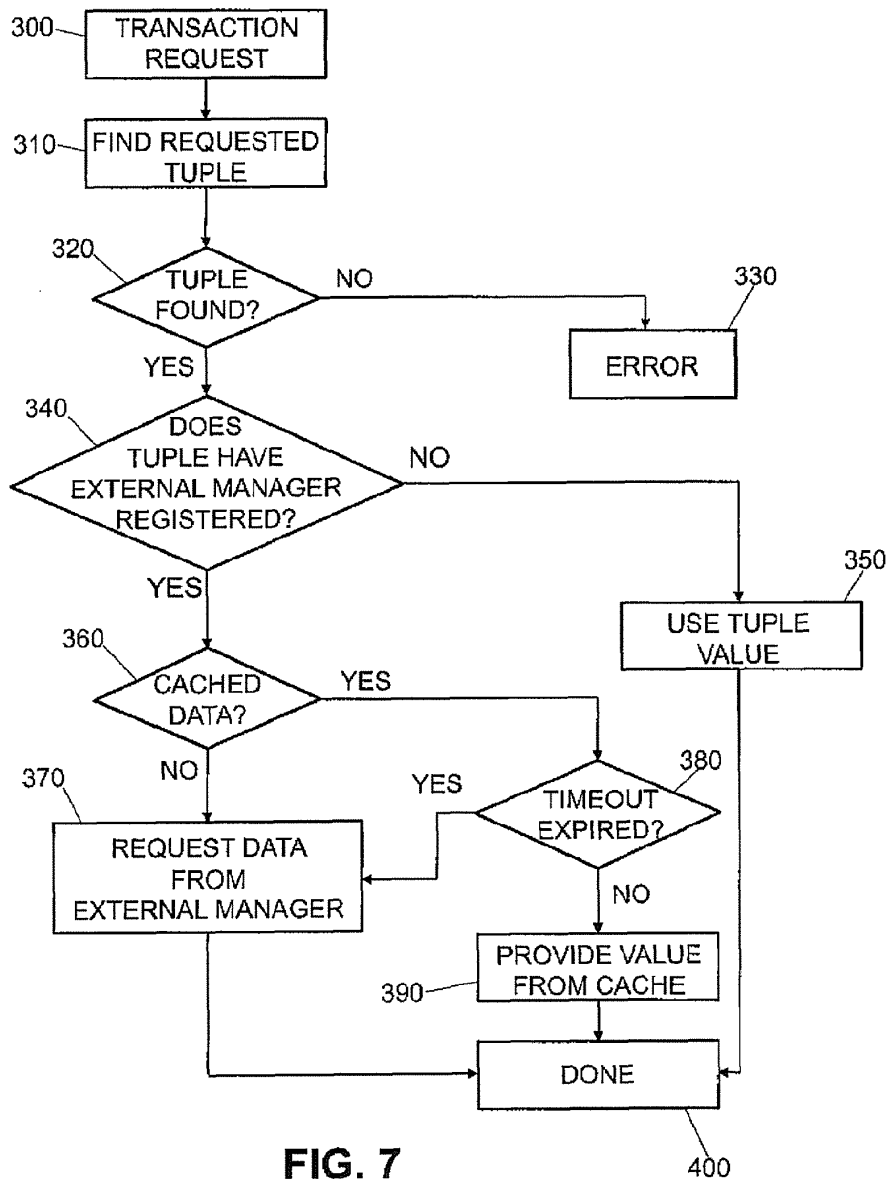 300
TRANSACTION
REQUEST
310
FIND REQUESTED
TUPLE
320
TUPLE
FOUND?
NO
330
YES
ERROR
340
DOES
TUPLE HAVE
EXTERNAL MANAGER
REGISTERED?
NO
YES
350
USE TUPLE
VALUE
360
CACHED
DATA?
YES
NO
380
370
YES
TIMEOUT
EXPIRED?
REQUEST DATA
FROM
EXTERNAL MANAGER
NO
PROVIDE VALUE
FROM CACHE
390
DONE
FIG. 7
400